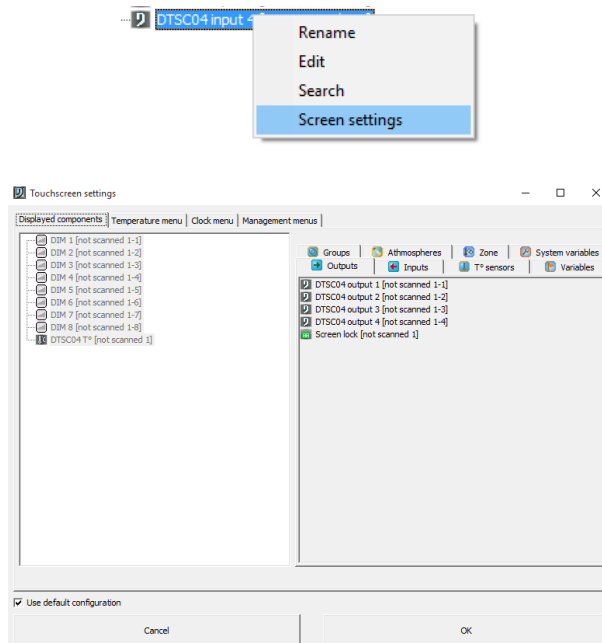 DTSC04 input 4
Rename
Edit
Search
Screen settings
Touchscreen settings
Displayed components Temperature menu Clock menu Management menus
DIM 1 [not scanned 1-1]
DIM 2 [not scanned 1-2]
DIM 3 [not scanned 1-3]
DIM 4 [not scanned 1-4]
DIM 5 [not scanned 1-5]
DIM 6 [not scanned 1-6]
DIM 7 [not scanned 1-7]
DIM 8 [not scanned 1-8]
DTSC04 T° [not scanned 1]
Groups Athmospheres Zone System variables
Outputs Inputs T° sensors Variables
DTSC04 output 1 [not scanned 1-1]
DTSC04 output 2 [not scanned 1-2]
DTSC04 output 3 [not scanned 1-3]
DTSC04 output 4 [not scanned 1-4]
Screen lock [not scanned 1]
Use default configuration
Cancel OK